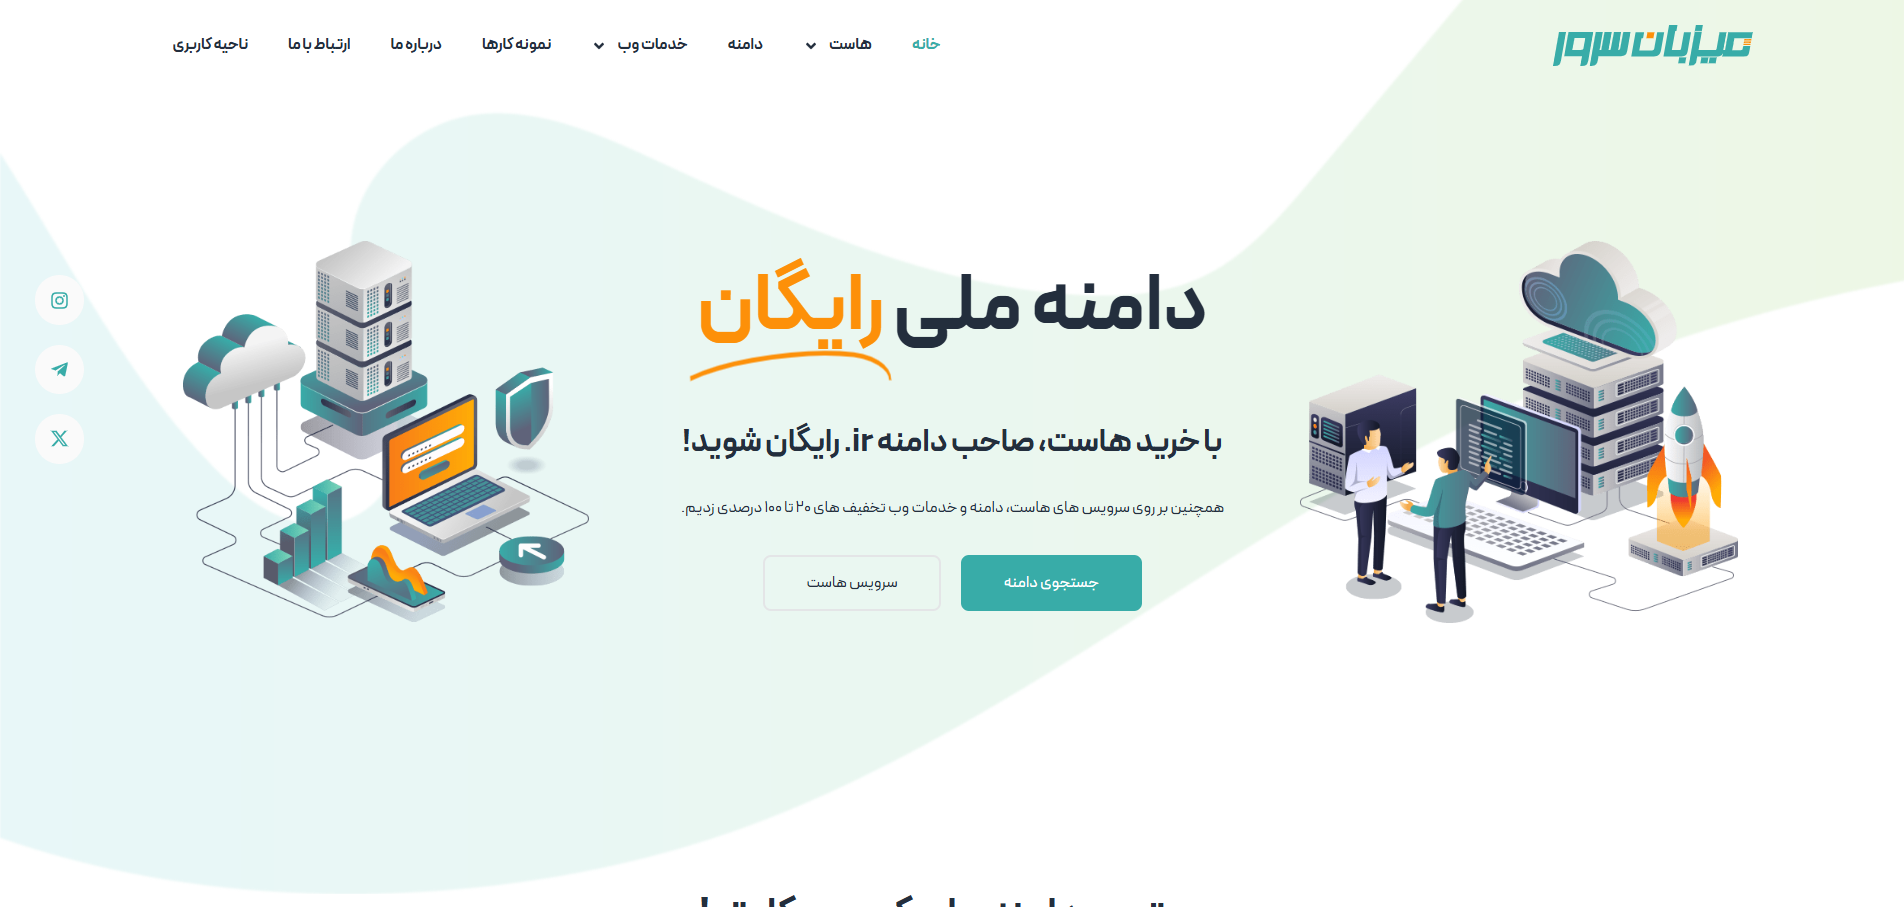 میزبان سرور
خانه
هاست
دامنه
خدمات وب
نمونه کارها
درباره ما
ارتباط با ما
ناحیه کاربری
دامنه ملی رایگان
با خرید هاست، صاحب دامنه ir. رایگان شوید!
همچنین بر روی سرویس های هاست، دامنه و خدمات وب تخفیف های ۲۰ تا ۱۰۰ درصدی زدیم.
جستجوی دامنه
سرویس هاست